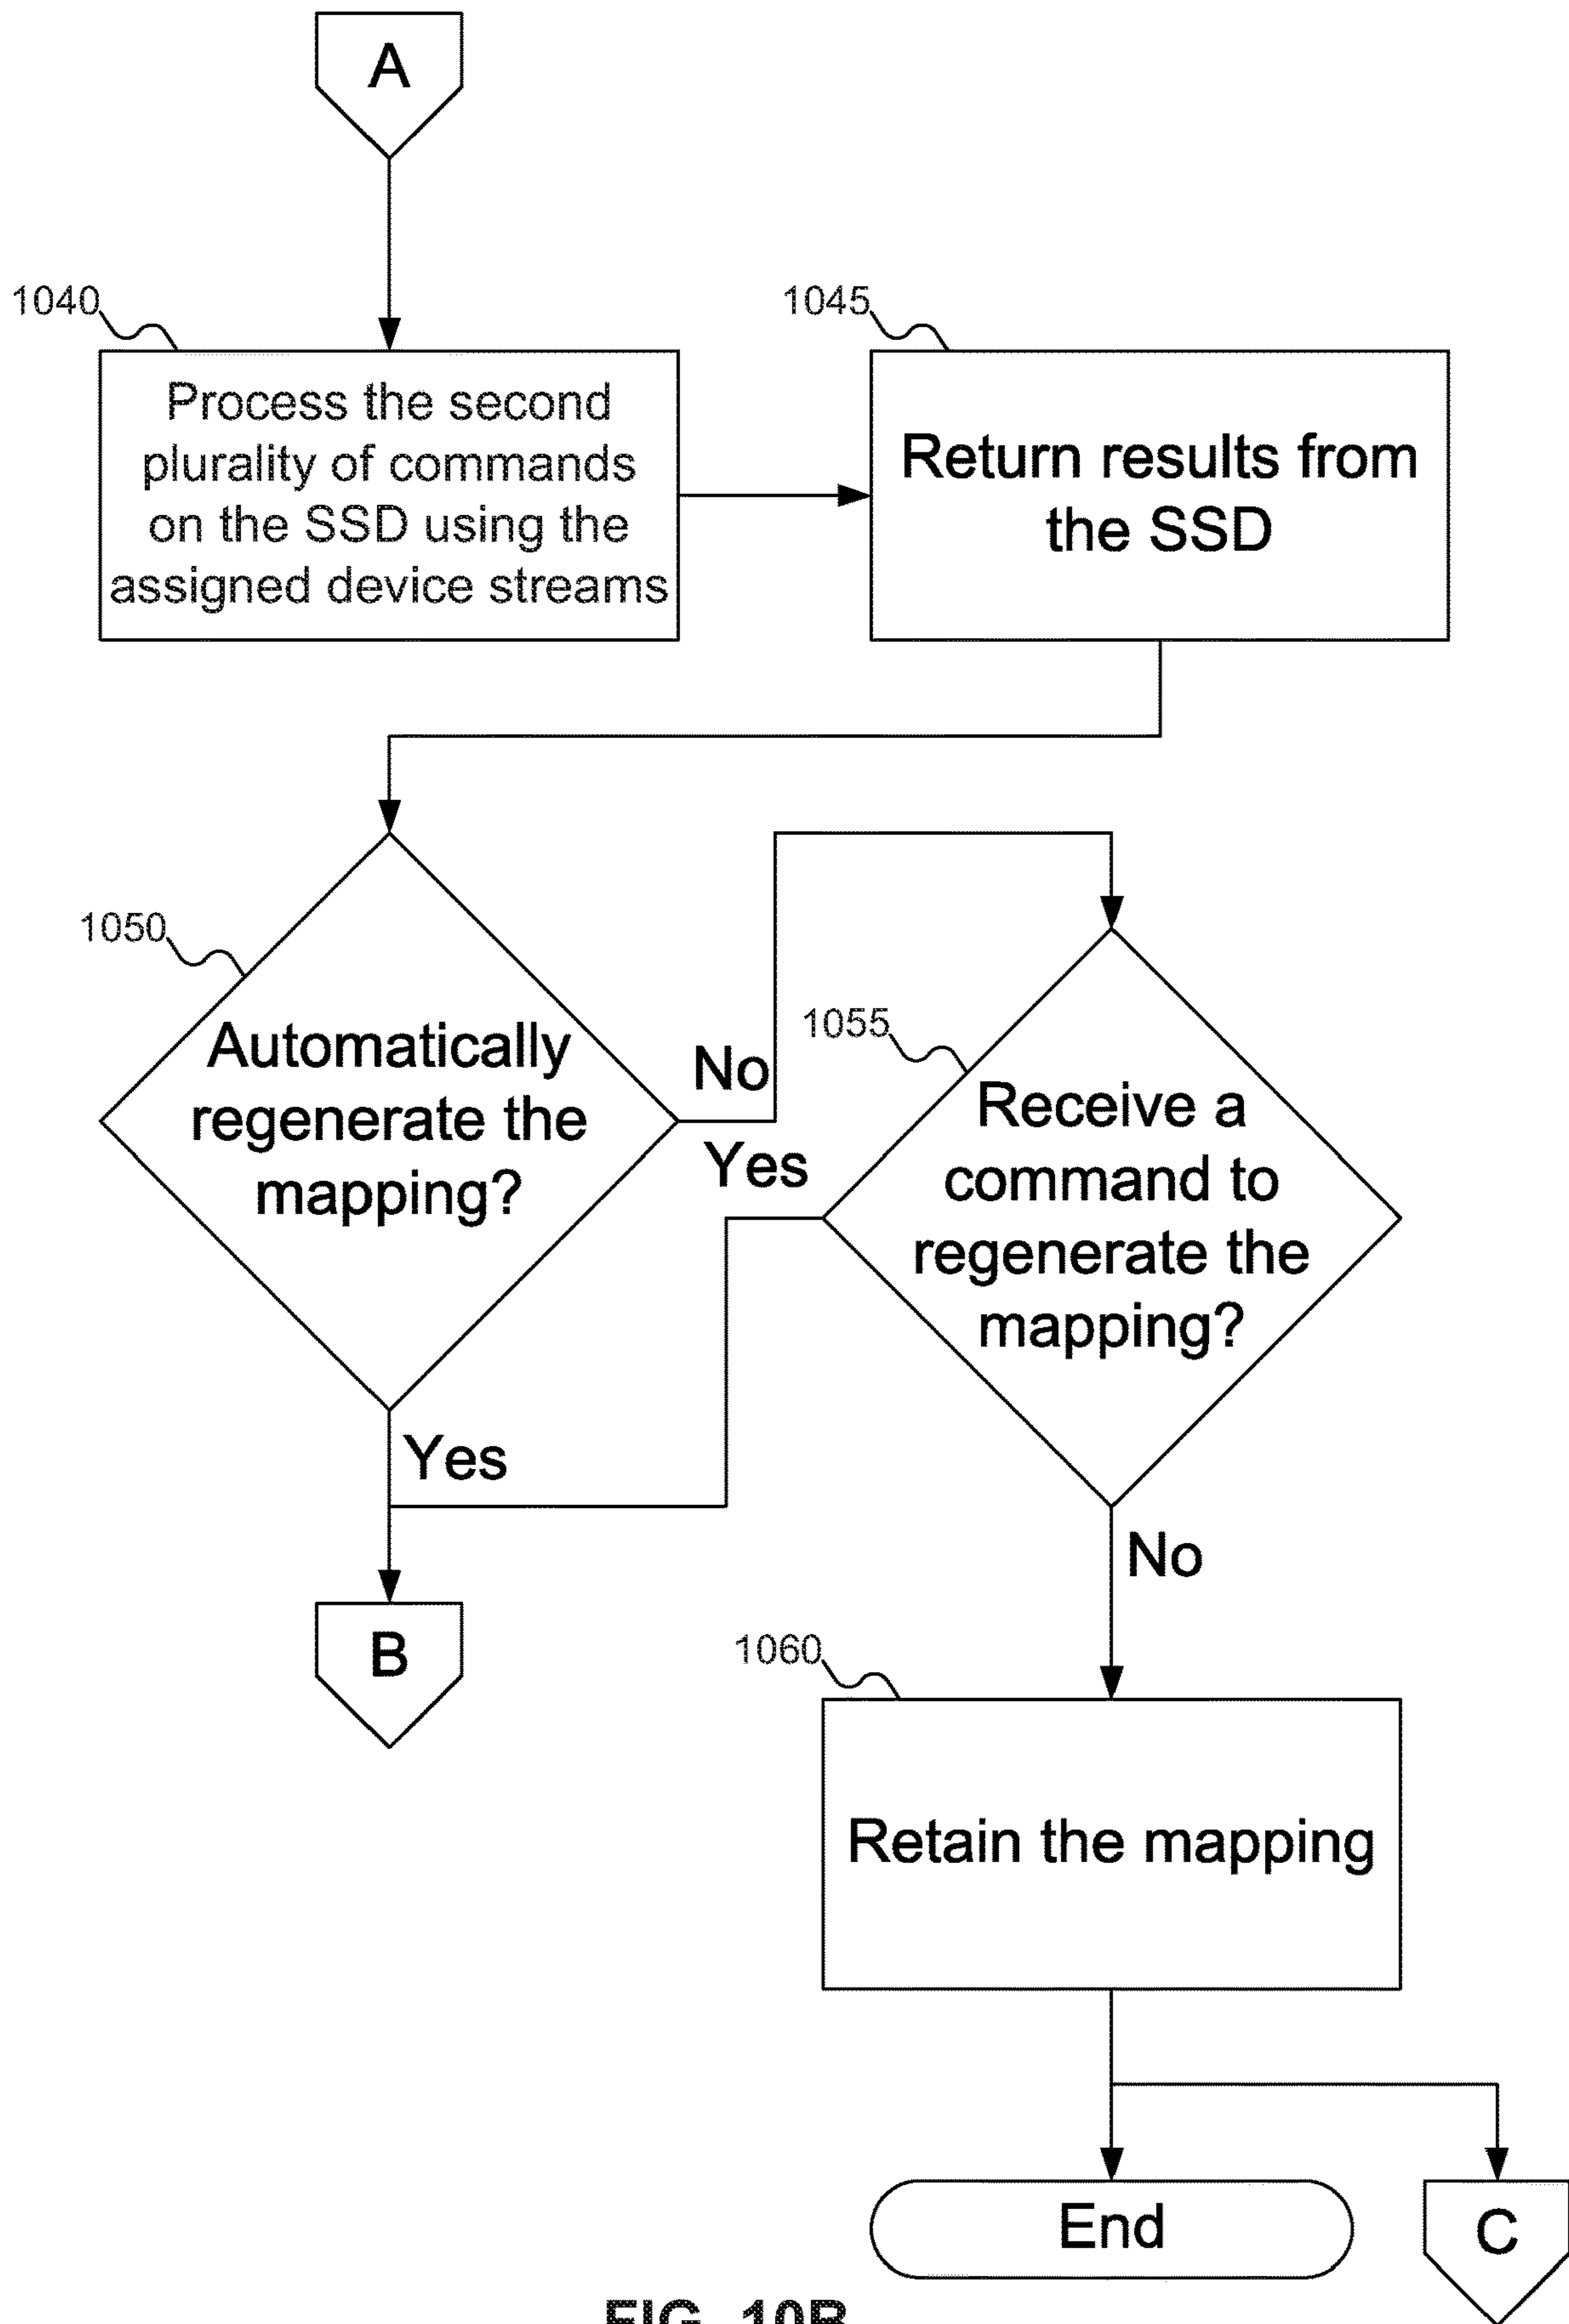 A
1040
Process the second
plurality of commands
on the SSD using the
assigned device streams
1045
Return results from
the SSD
1050
Automatically
regenerate the
mapping?
No
Yes
1055
Receive a
command to
regenerate the
mapping?
Yes
No
B
1060
Retain the mapping
End
C
FIG. 10B